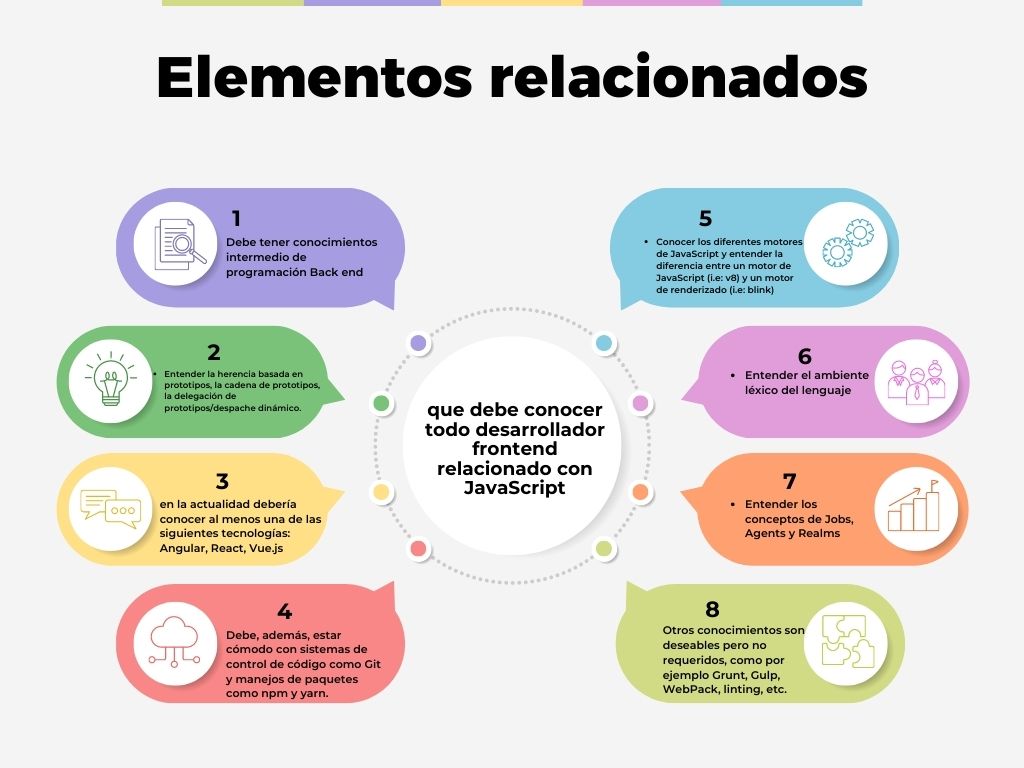 Elementos relacionados
1
Debe tener conocimientos
intermedio de
programación Back end
2
• Entender la herencia basada en
prototipos, la cadena de prototipos,
la delegación de
prototipos/despache dinámico.
3
en la actualidad debería
conocer al menos una de las
siguientes tecnologías:
Angular, React, Vue.js
4
Debe, además, estar
cómodo con sistemas de
control de código como Git
y manejos de paquetes
como npm y yarn.
que debe conocer
todo desarrollador
frontend
relacionado con
JavaScript
5
• Conocer los diferentes motores
de JavaScript y entender la
diferencia entre un motor de
JavaScript (i.e: v8) y un motor
de renderizado (i.e: blink)
6
• Entender el ambiente
léxico del lenguaje
7
• Entender los
conceptos de Jobs,
Agents y Realms
8
Otros conocimientos son
deseables pero no
requeridos, como por
ejemplo Grunt, Gulp,
WebPack, linting, etc.